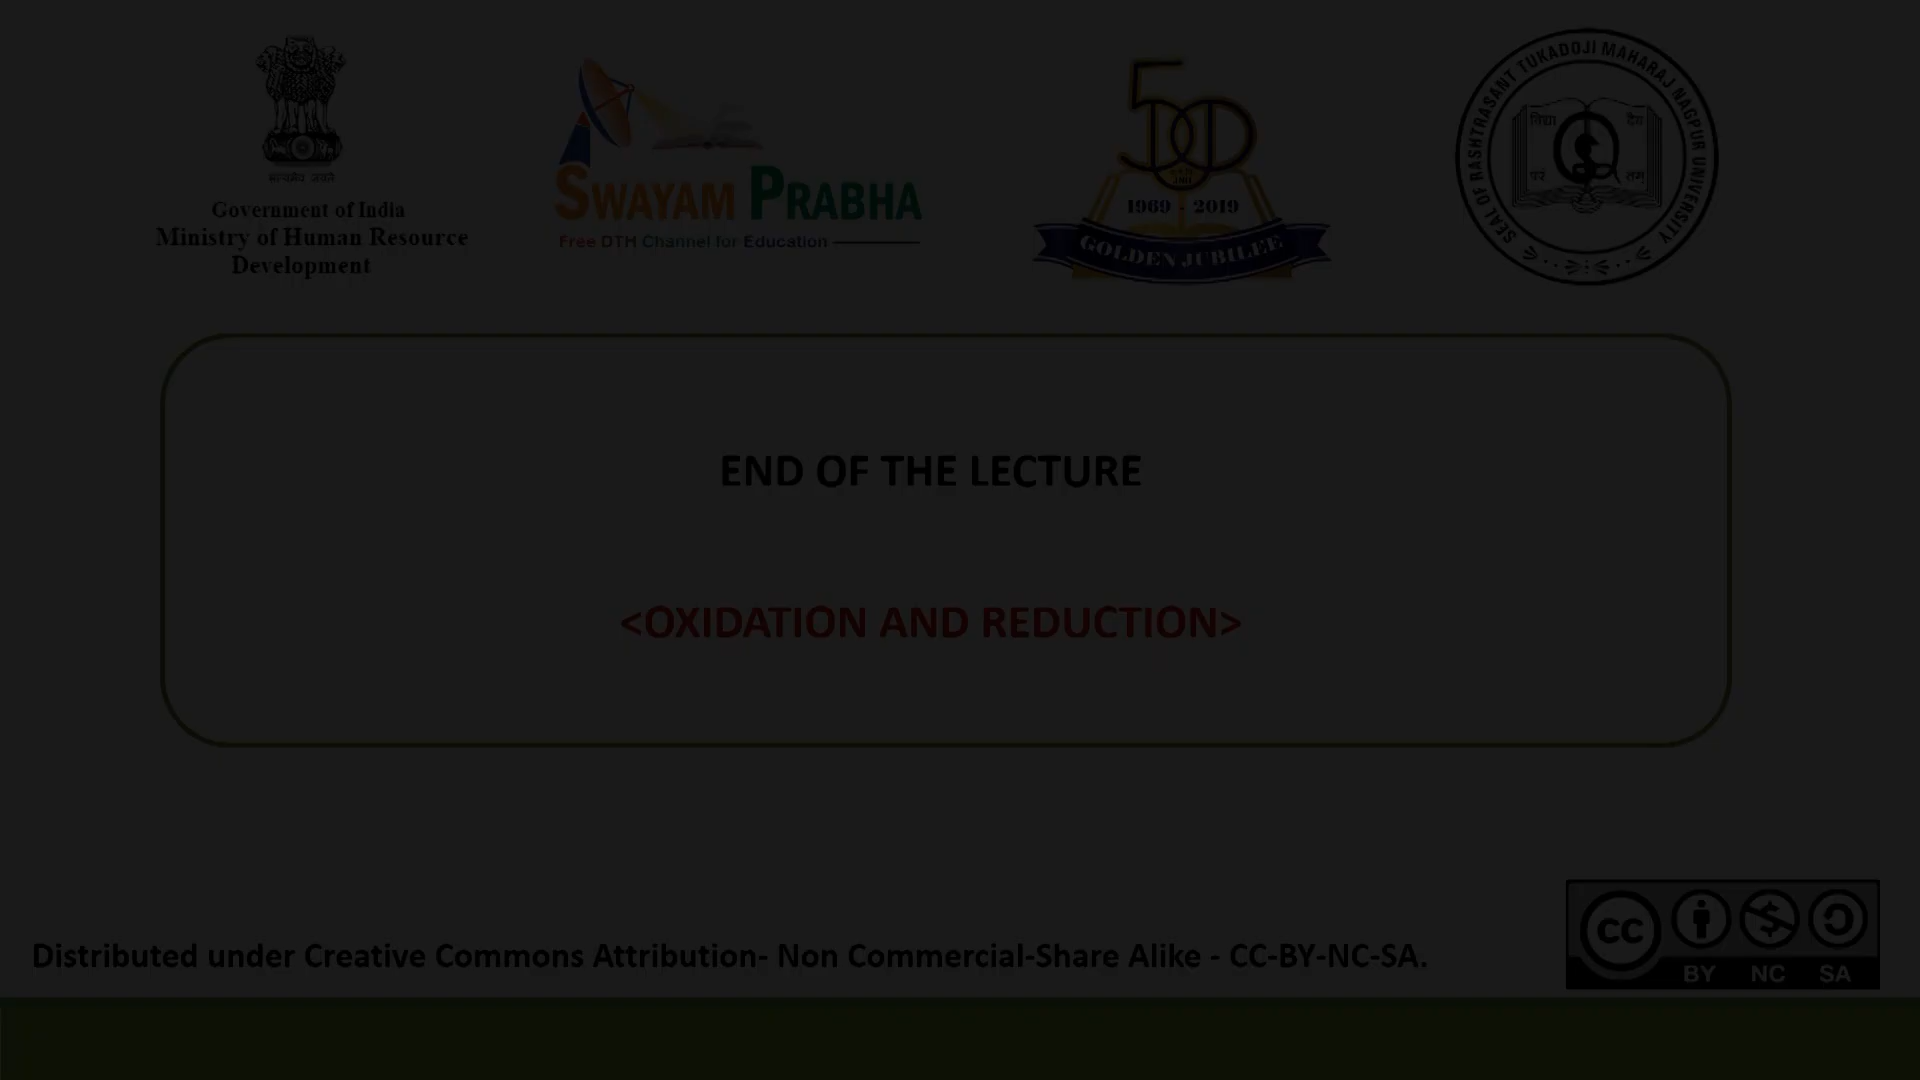 सत्यमेव जयते
Government of India
Ministry of Human Resource
Development
SWAYAM PRABHA
Free DTH Channel for Education
50
1969 - 2019
GOLDEN JUBILEE
SEAL OF RASHTRASANT TUKADOJI MAHARAJ NAGPUR UNIVERSITY
विद्या दैवं
परं तम्
END OF THE LECTURE
<OXIDATION AND REDUCTION>
Distributed under Creative Commons Attribution- Non Commercial-Share Alike - CC-BY-NC-SA.
cc
BY NC SA